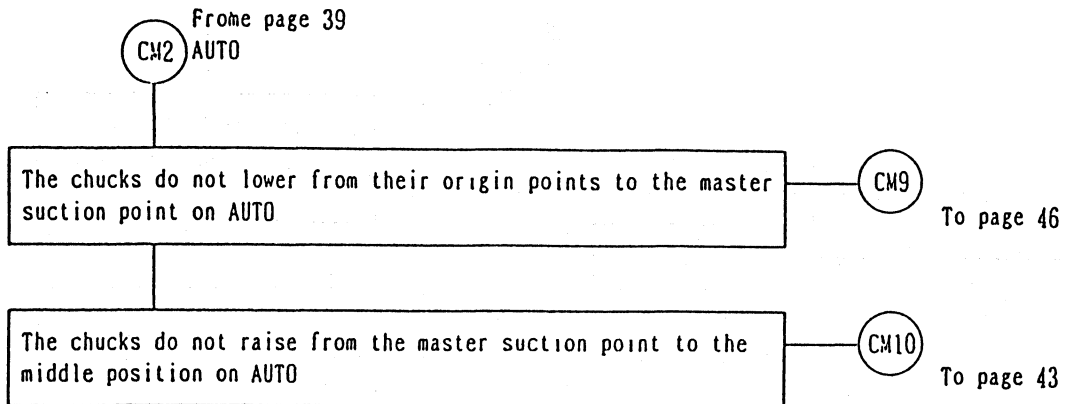 Frome page 39
CM2 AUTO
The chucks do not lower from their origin points to the master
suction point on AUTO
CM9
To page 46
The chucks do not raise from the master suction point to the
middle position on AUTO
CM10
To page 43